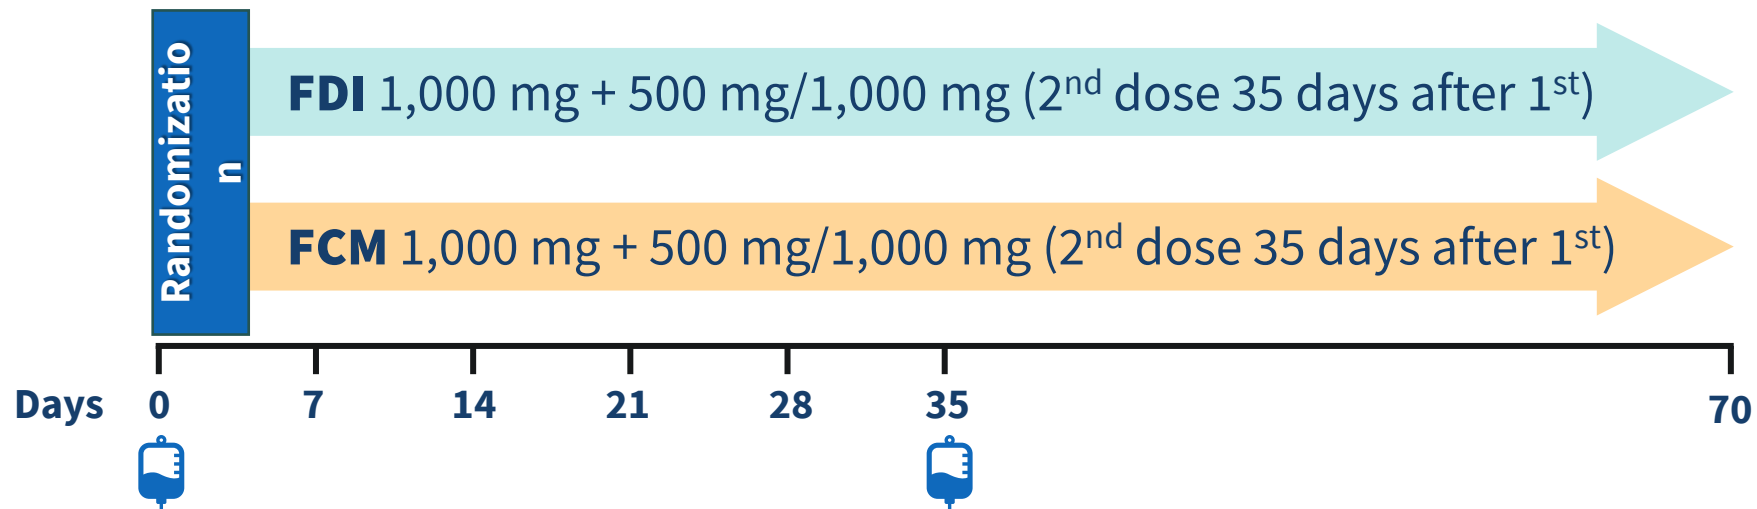 Randomizatio
n
FDI 1,000 mg + 500 mg/1,000 mg (2nd dose 35 days after 1st)
FCM 1,000 mg + 500 mg/1,000 mg (2nd dose 35 days after 1st)
Days 0 7 14 21 28 35 70